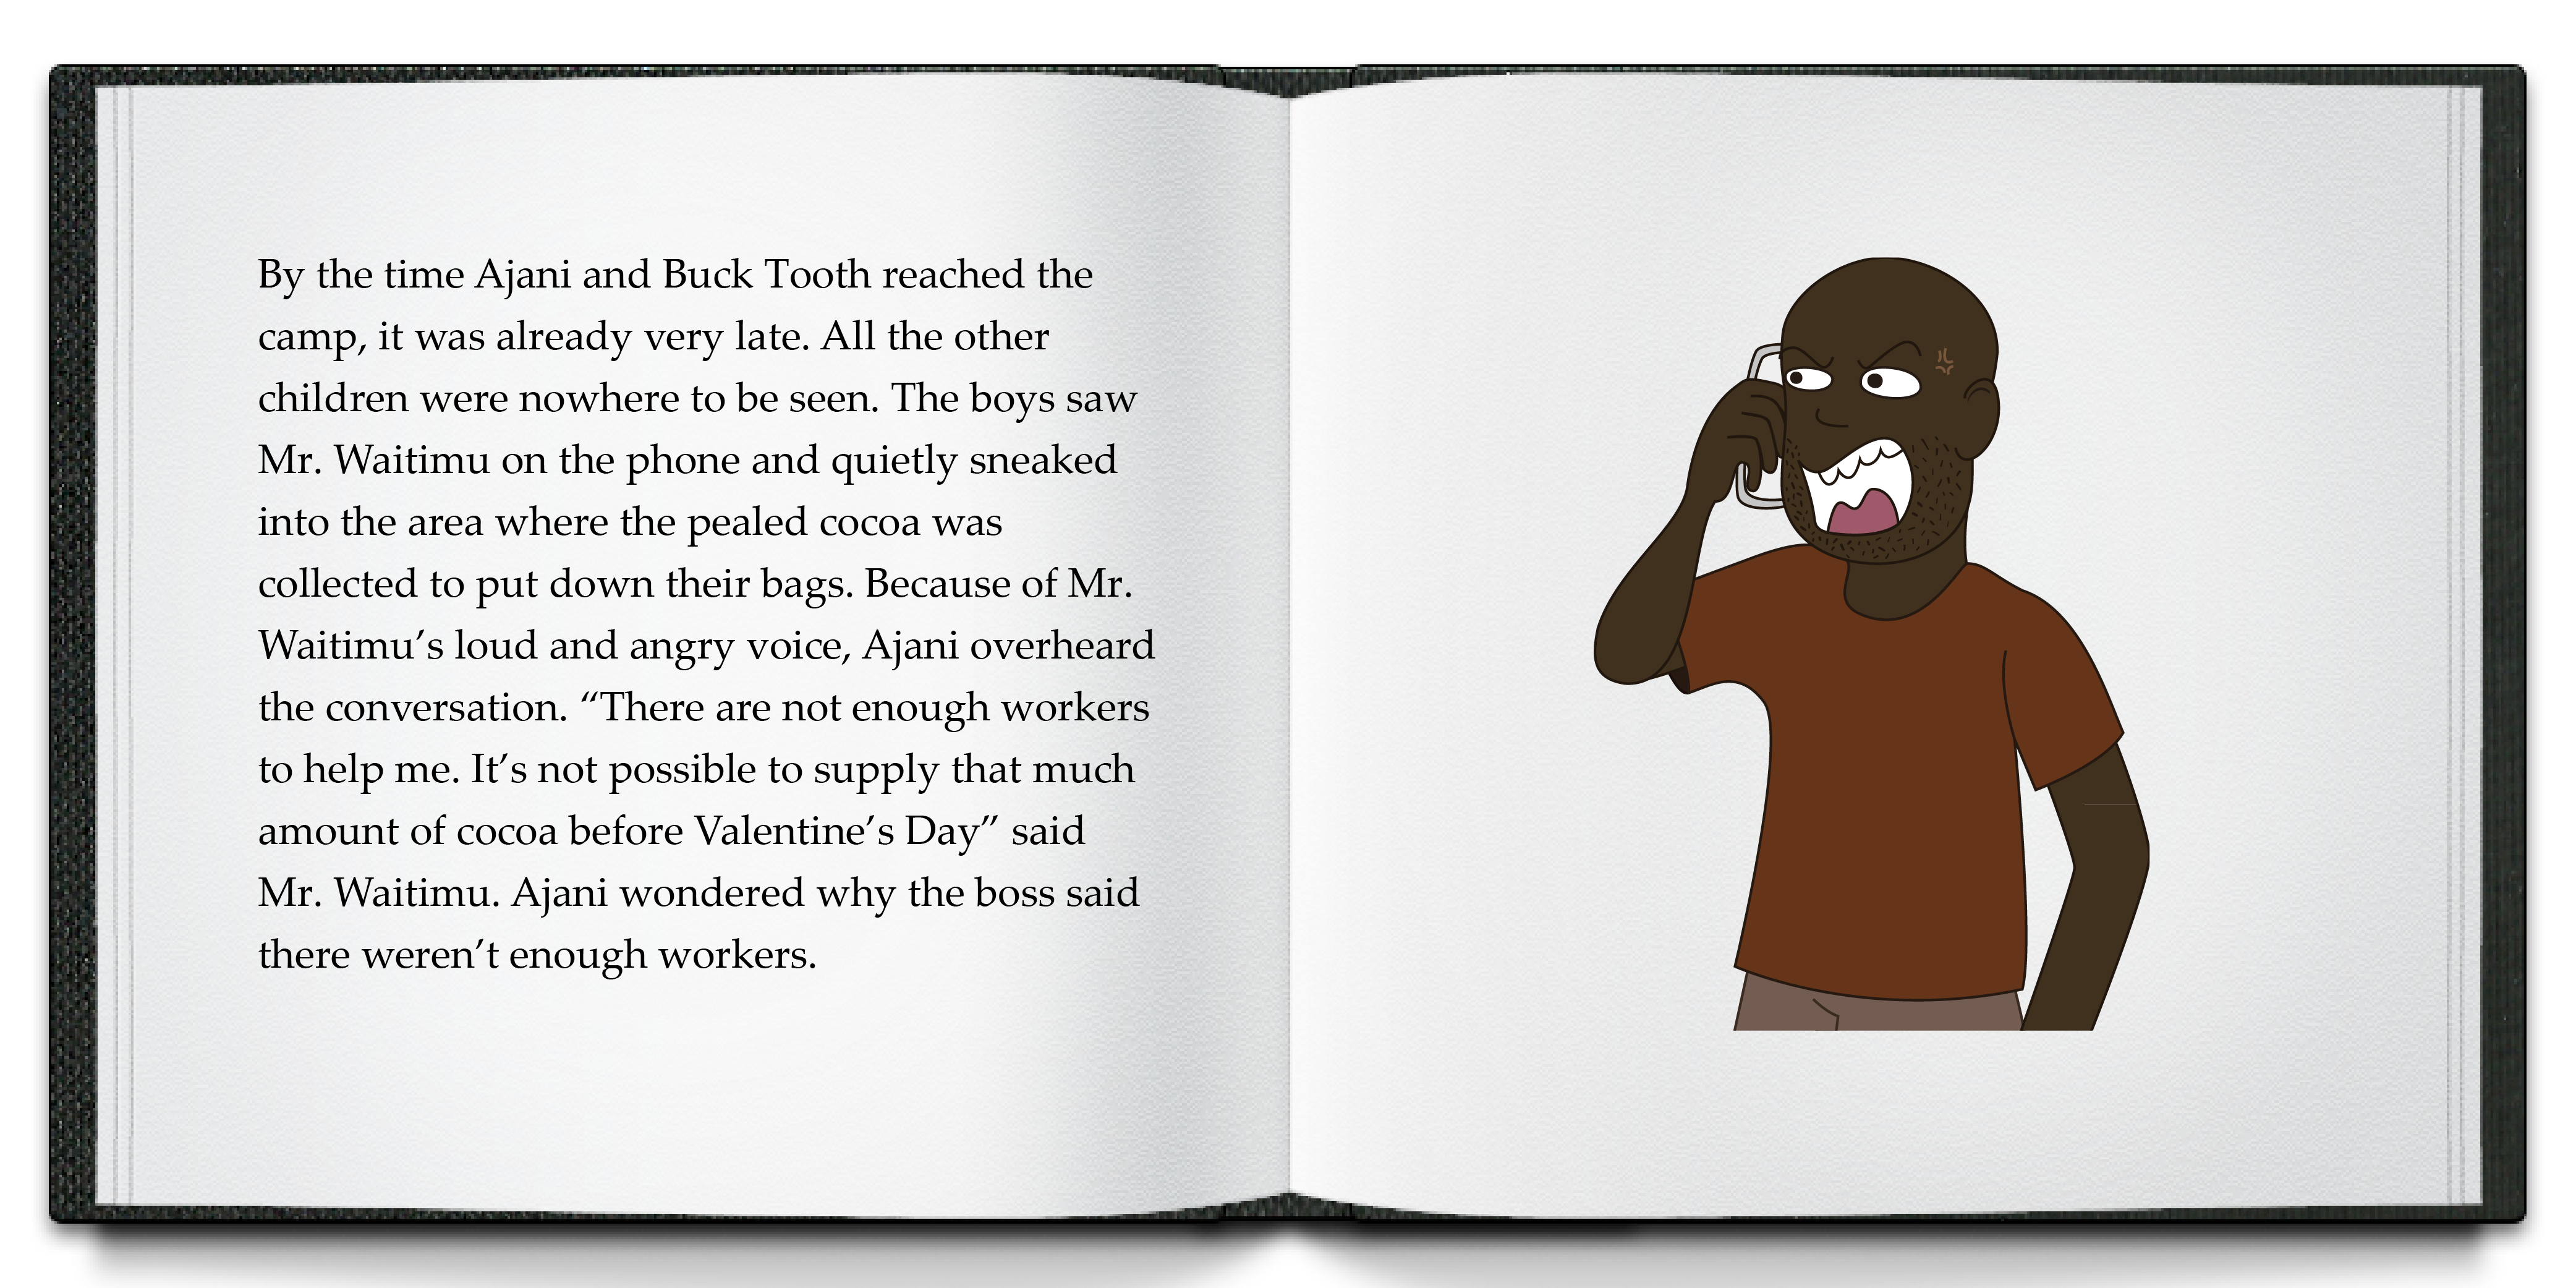 By the time Ajani and Buck Tooth reached the
camp, it was already very late. All the other
children were nowhere to be seen. The boys saw
Mr. Waitimu on the phone and quietly sneaked
into the area where the pealed cocoa was
collected to put down their bags. Because of Mr.
Waitimu’s loud and angry voice, Ajani overheard
the conversation. “There are not enough workers
to help me. It’s not possible to supply that much
amount of cocoa before Valentine’s Day” said
Mr. Waitimu. Ajani wondered why the boss said
there weren’t enough workers.